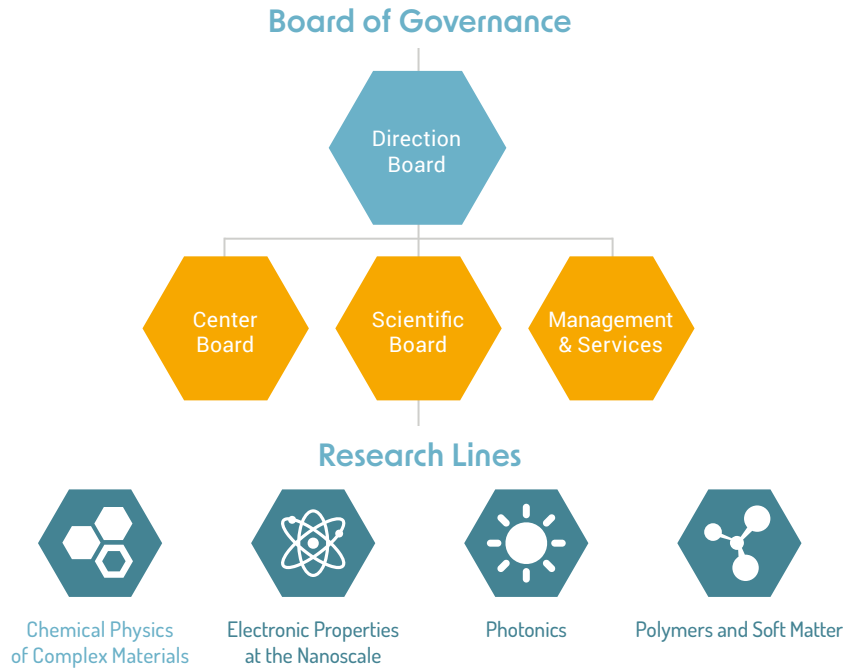 Board of Governance
Direction
Board
Center
Board
Scientific
Board
Management
& Services
Research Lines
Chemical Physics
of Complex Materials
Electronic Properties
at the Nanoscale
Photonics
Polymers and Soft Matter